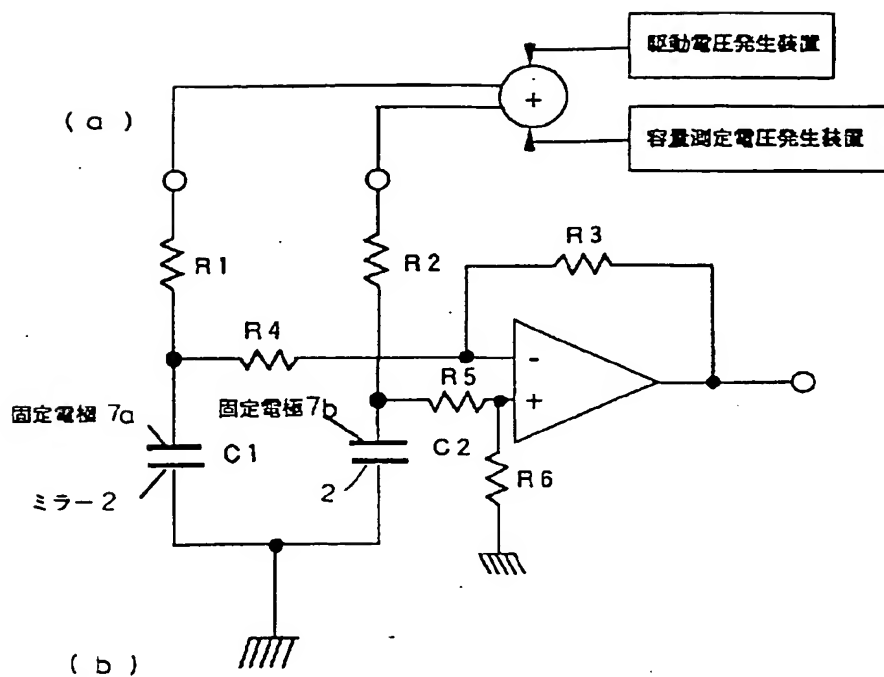 駆動電圧発生装置
+
( a )
容量測定電圧発生装置
R1
R2
R3
R4
-
R5
+
固定電極 7a
固定電極7b
C1
C2
R6
ミラー2
2
( b )